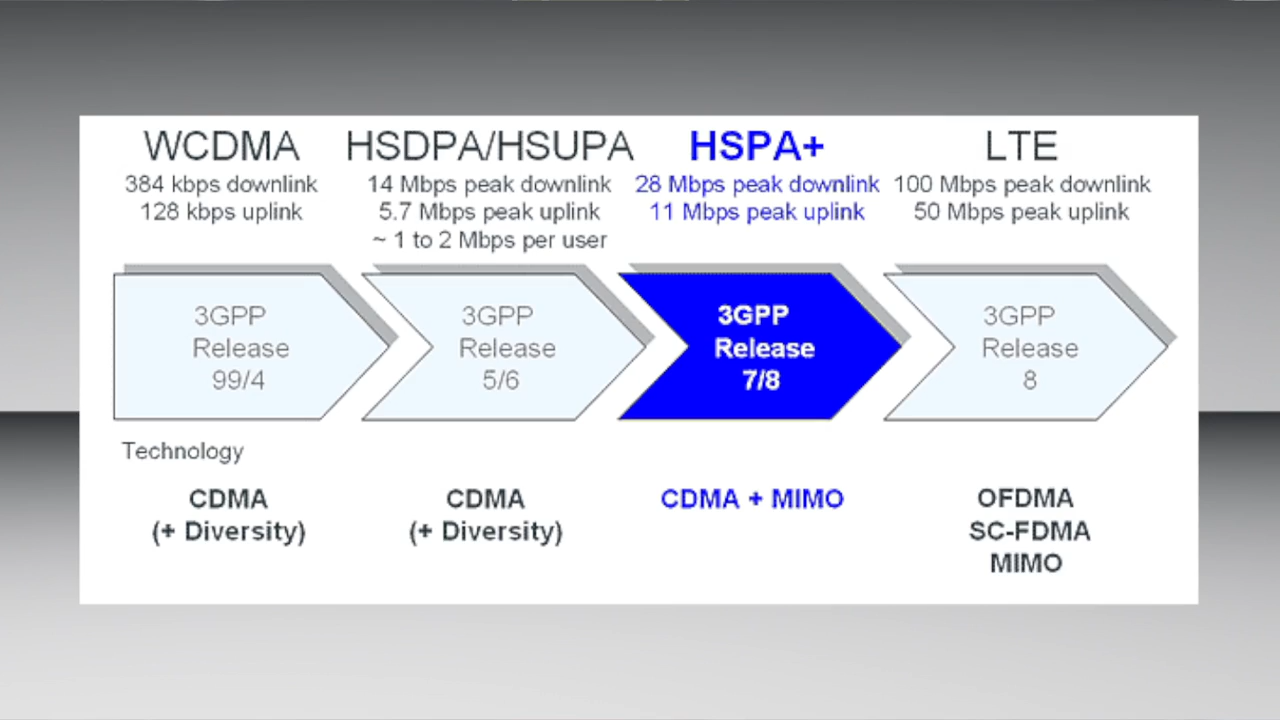 WCDMA
384 kbps downlink
128 kbps uplink
HSDPA/HSUPA
14 Mbps peak downlink
5.7 Mbps peak uplink
~ 1 to 2 Mbps per user
HSPA+
28 Mbps peak downlink
11 Mbps peak uplink
LTE
100 Mbps peak downlink
50 Mbps peak uplink
3GPP
Release
99/4
3GPP
Release
5/6
3GPP
Release
7/8
3GPP
Release
8
Technology
CDMA
(+ Diversity)
CDMA
(+ Diversity)
CDMA + MIMO
OFDMA
SC-FDMA
MIMO